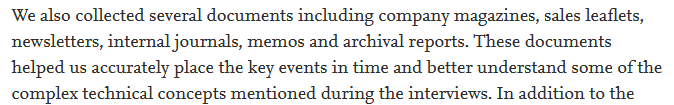 We also collected several documents including company magazines, sales leaflets,
newsletters, internal journals, memos and archival reports. These documents
helped us accurately place the key events in time and better understand some of the
complex technical concepts mentioned during the interviews. In addition to the